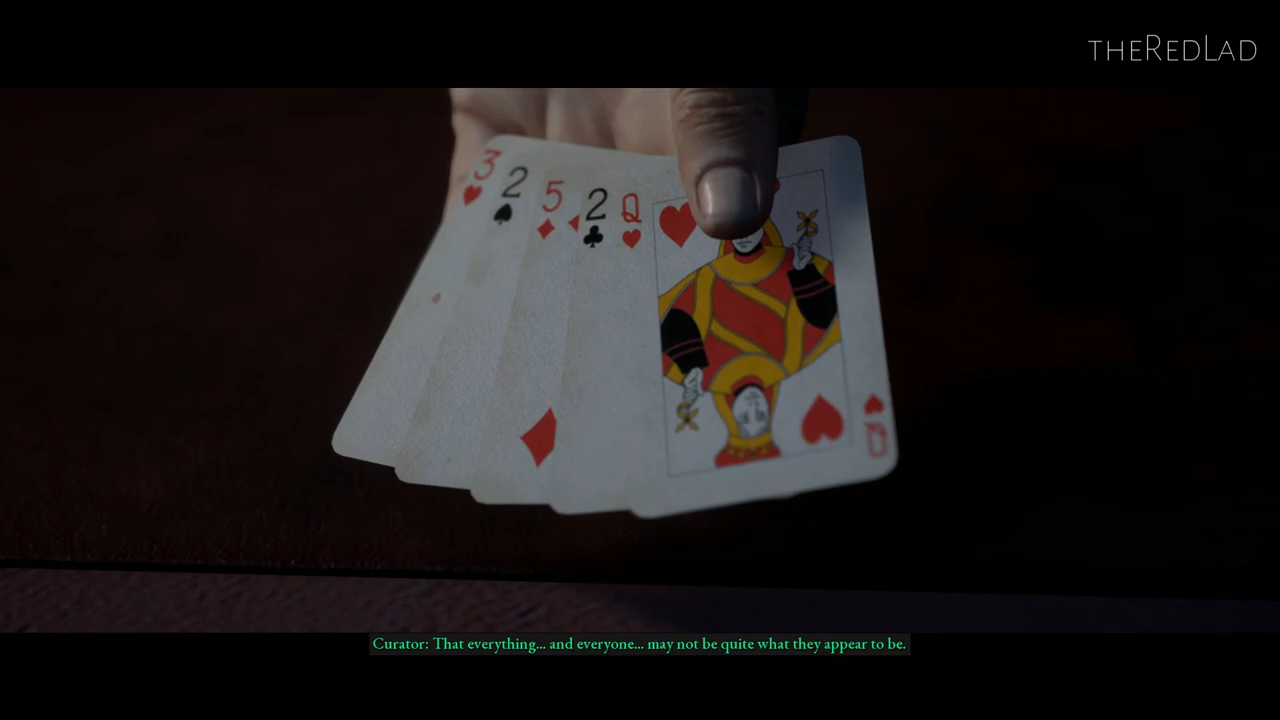 THEREDLAD
3
2
5
2
Q
Q
Curator: That everything... and everyone... may not be quite what they appear to be.